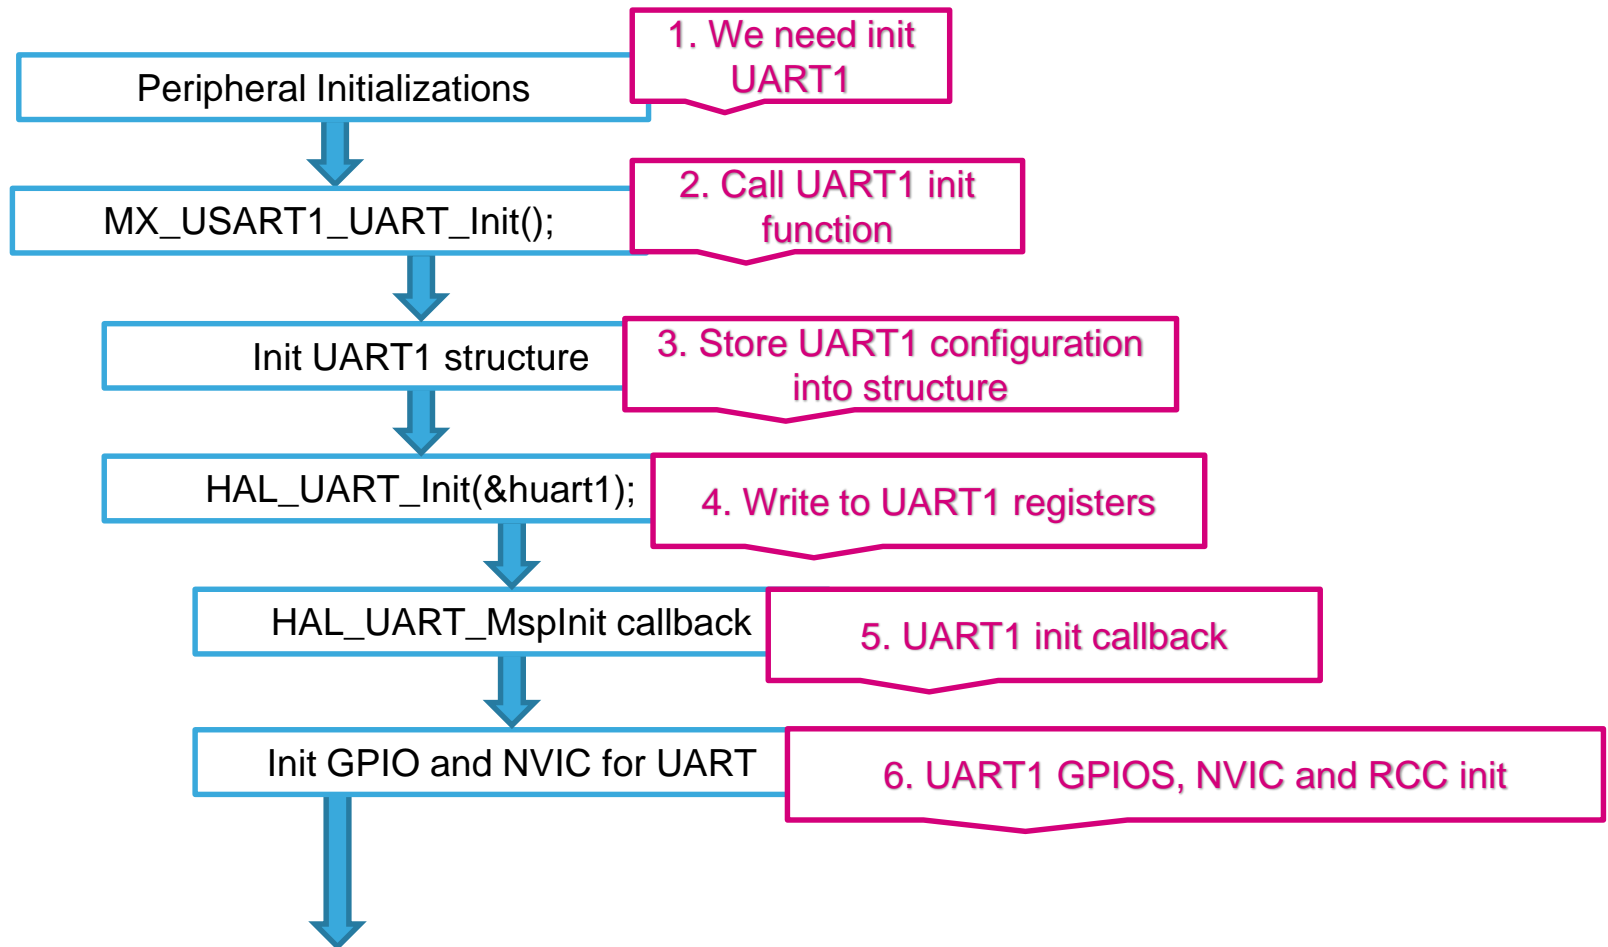 1. We need init
UART1
Peripheral Initializations
2. Call UART1 init
function
MX_USART1_UART_Init();
3. Store UART1 configuration
into structure
Init UART1 structure
HAL_UART_Init(&huart1);
4. Write to UART1 registers
HAL_UART_MspInit callback
5. UART1 init callback
Init GPIO and NVIC for UART
6. UART1 GPIOS, NVIC and RCC init